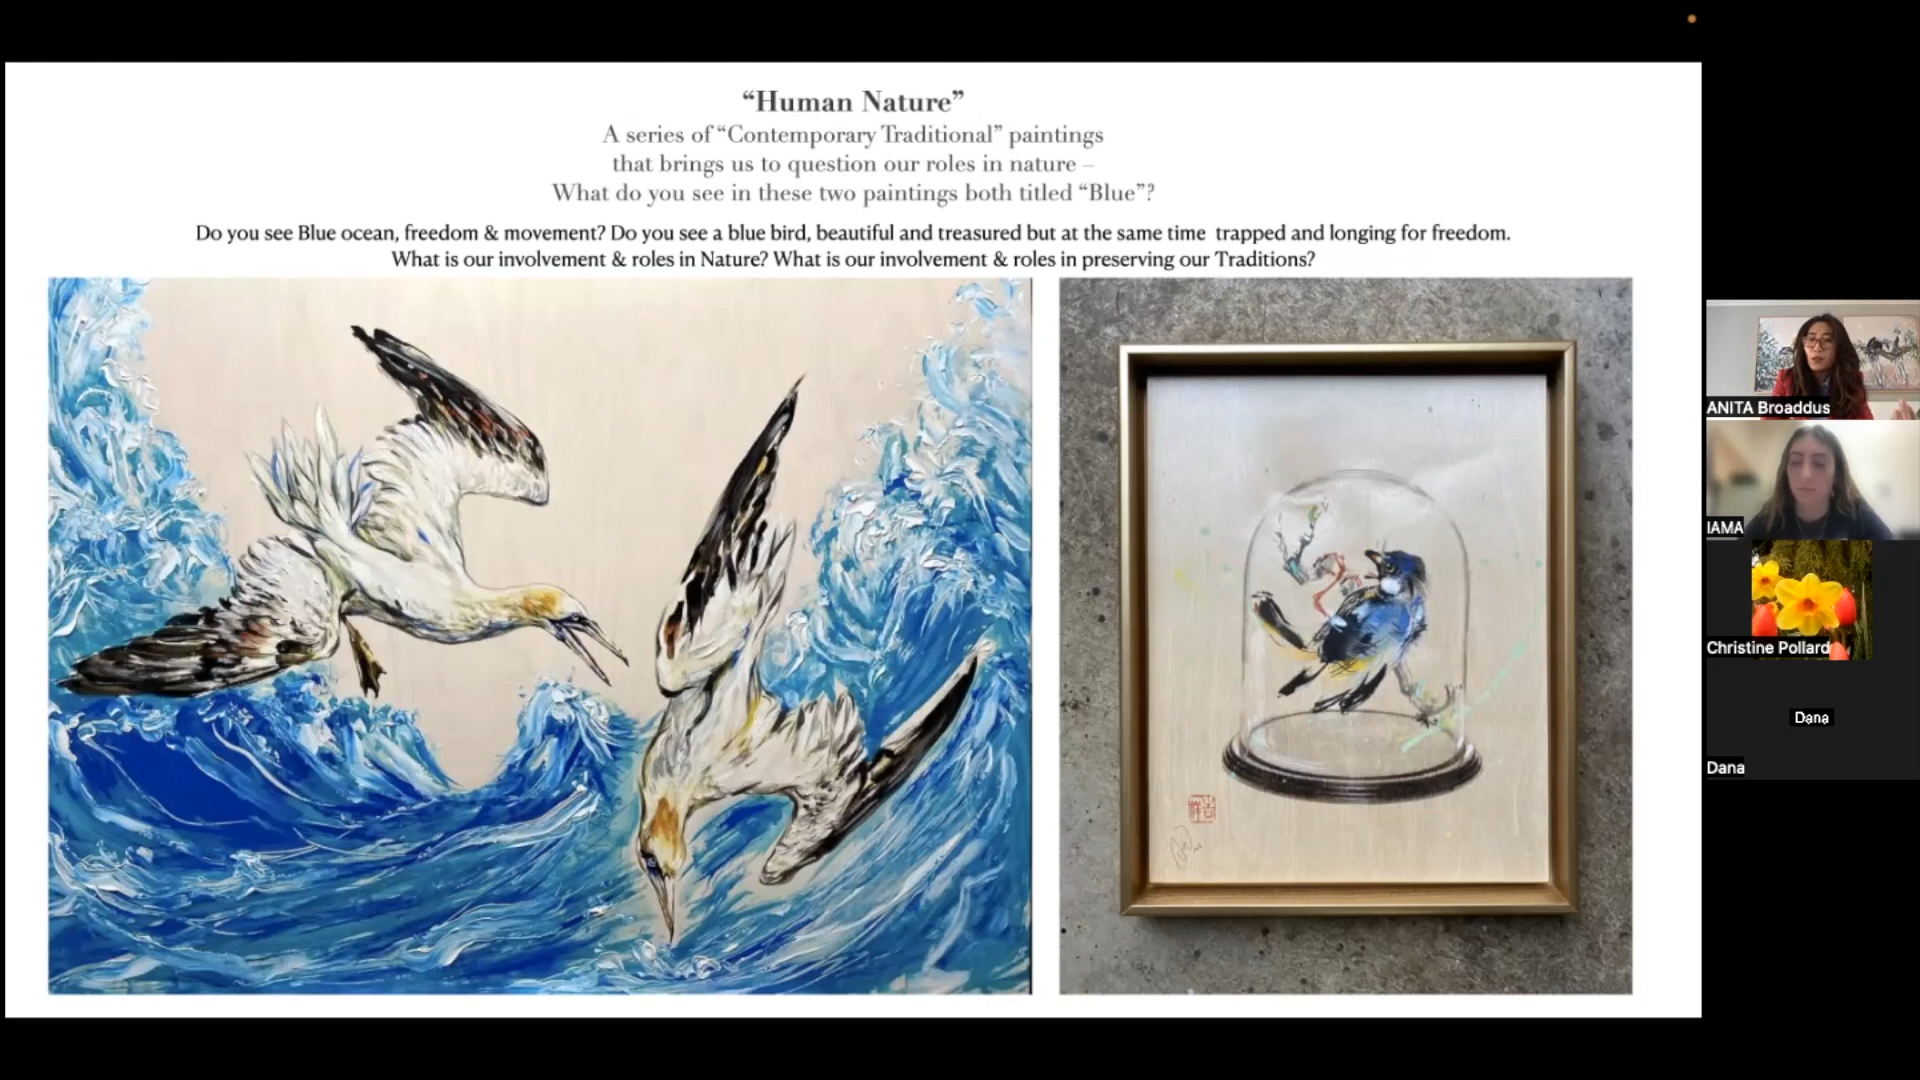 “Human Nature”
A series of “Contemporary Traditional” paintings
that brings us to question our roles in nature –
What do you see in these two paintings both titled “Blue”?
Do you see Blue ocean, freedom & movement? Do you see a blue bird, beautiful and treasured but at the same time trapped and longing for freedom.
What is our involvement & roles in Nature? What is our involvement & roles in preserving our Traditions?
ANITA Broaddus
IAMA
Christine Pollard
Dana
Dana